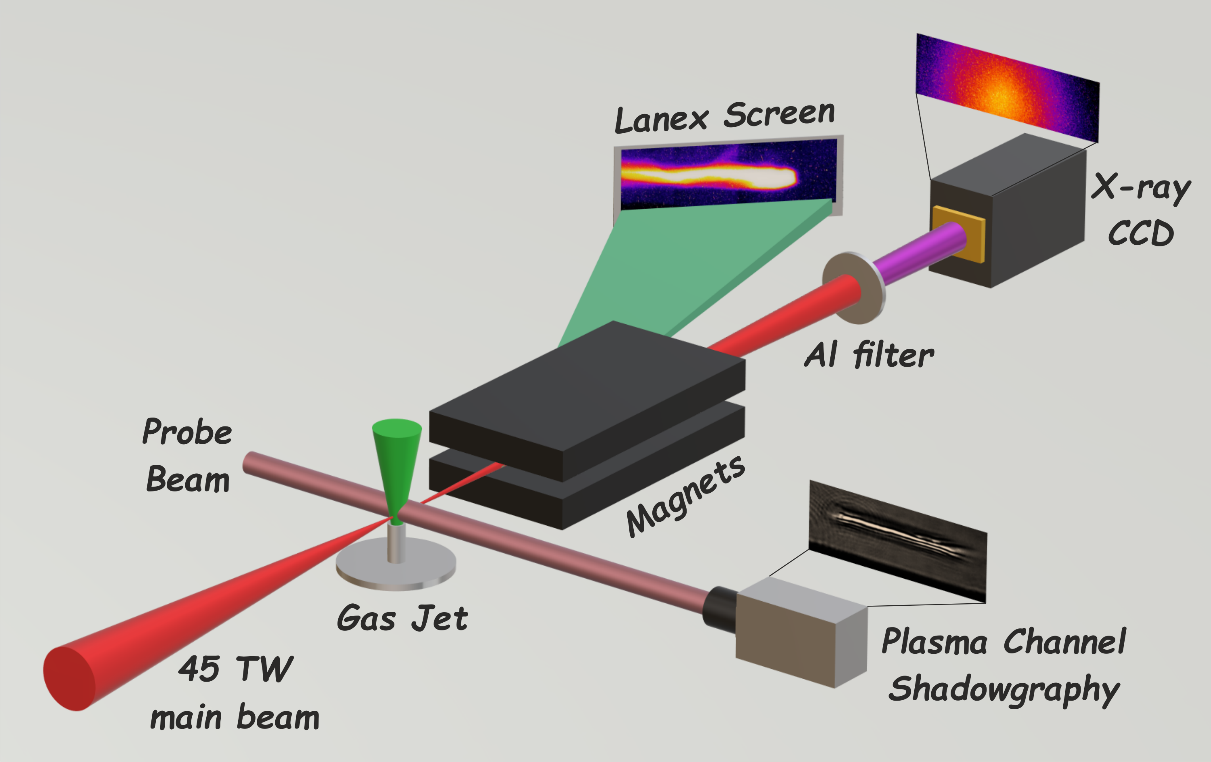 Lanex Screen
X-ray
CCD
Al filter
Probe
Beam
Magnets
Gas Jet
45 TW
main beam
Plasma Channel
Shadowgraphy